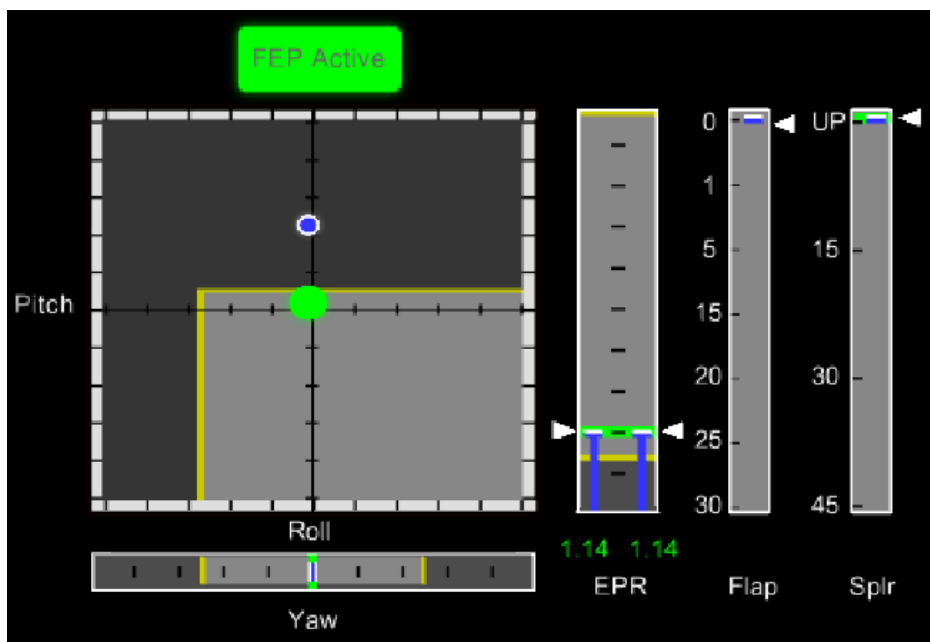 FEP Active
Pitch
Roll
Yaw
1.14 1.14
EPR
0
1
5
15
20
25
30
Flap
UP
15
30
45
Splr